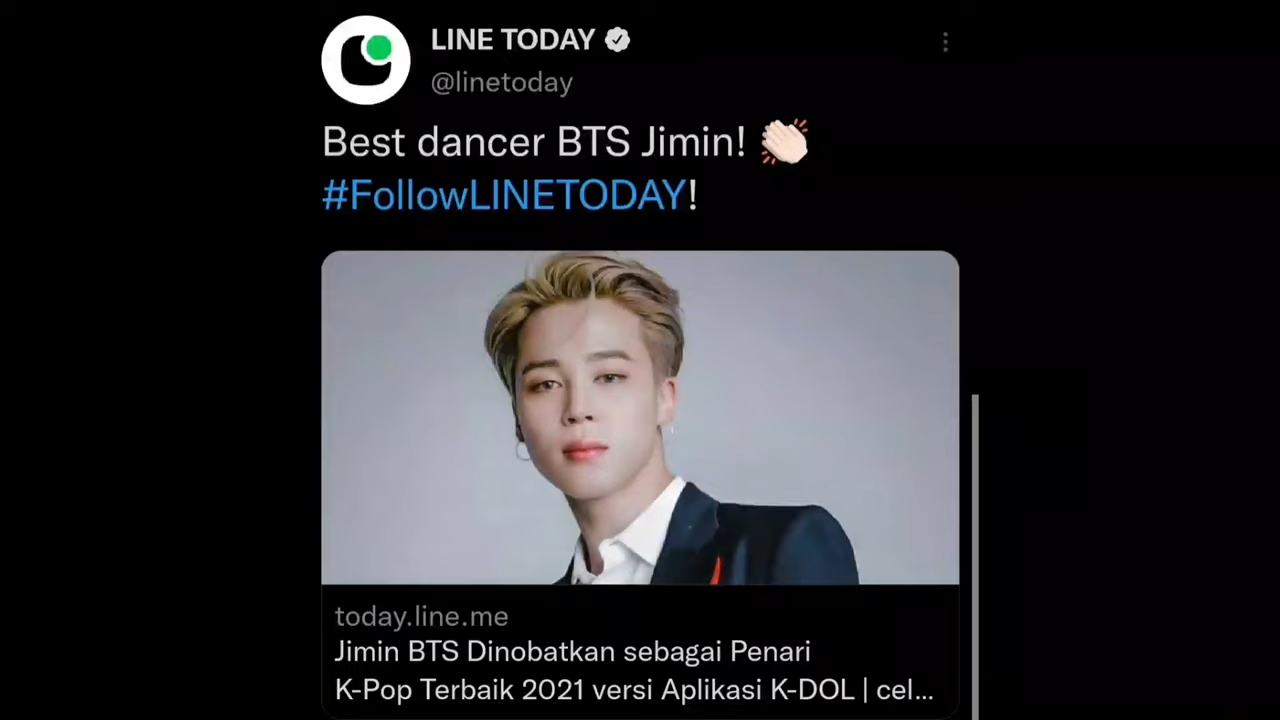 LINE TODAY
@linetoday
Best dancer BTS Jimin! 👏🏻
#FollowLINETODAY!
today.line.me
Jimin BTS Dinobatkan sebagai Penari
K-Pop Terbaik 2021 versi Aplikasi K-DOL | cel...